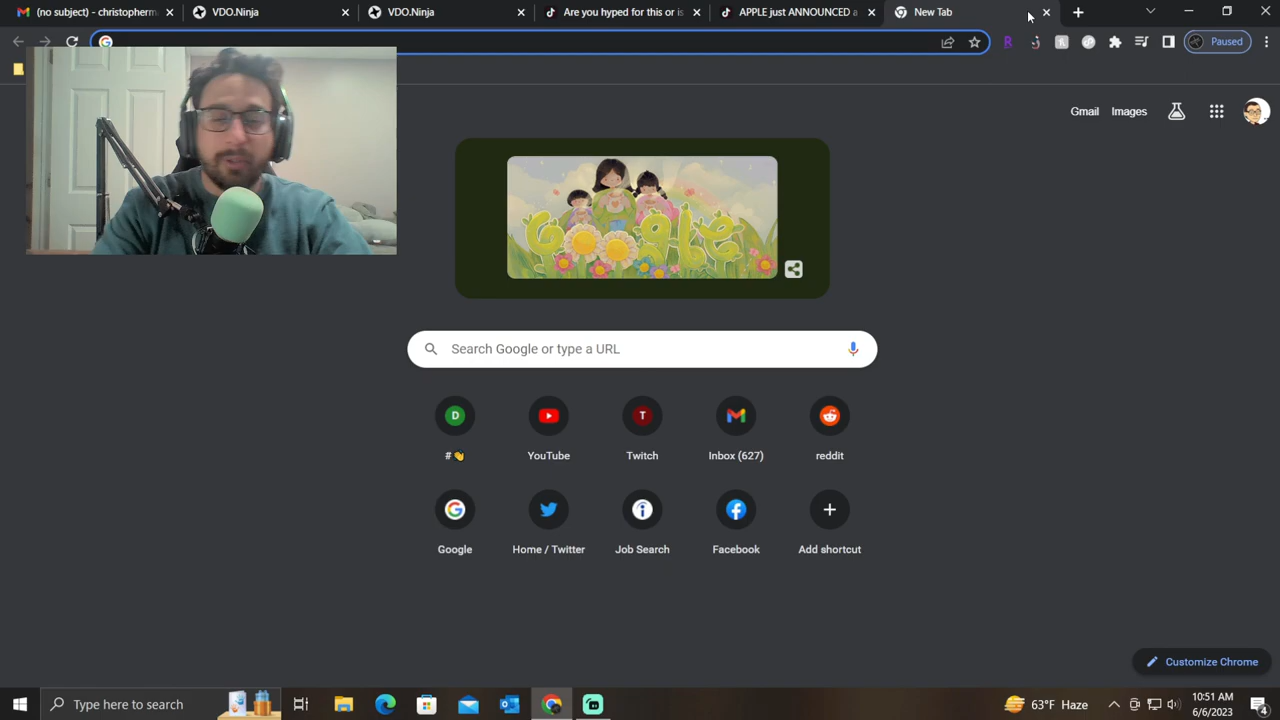 (no subject) - christopherm
VDO.Ninja
VDO.Ninja
Are you hyped for this or is
APPLE just ANNOUNCED a
New Tab
Paused
Gmail
Images
Google
Search Google or type a URL
D
T
#👏
YouTube
Twitch
Inbox (627)
reddit
Google
Home / Twitter
Job Search
Facebook
Add shortcut
Customize Chrome
Type here to search
63°F Haze
10:51 AM
6/6/2023
4